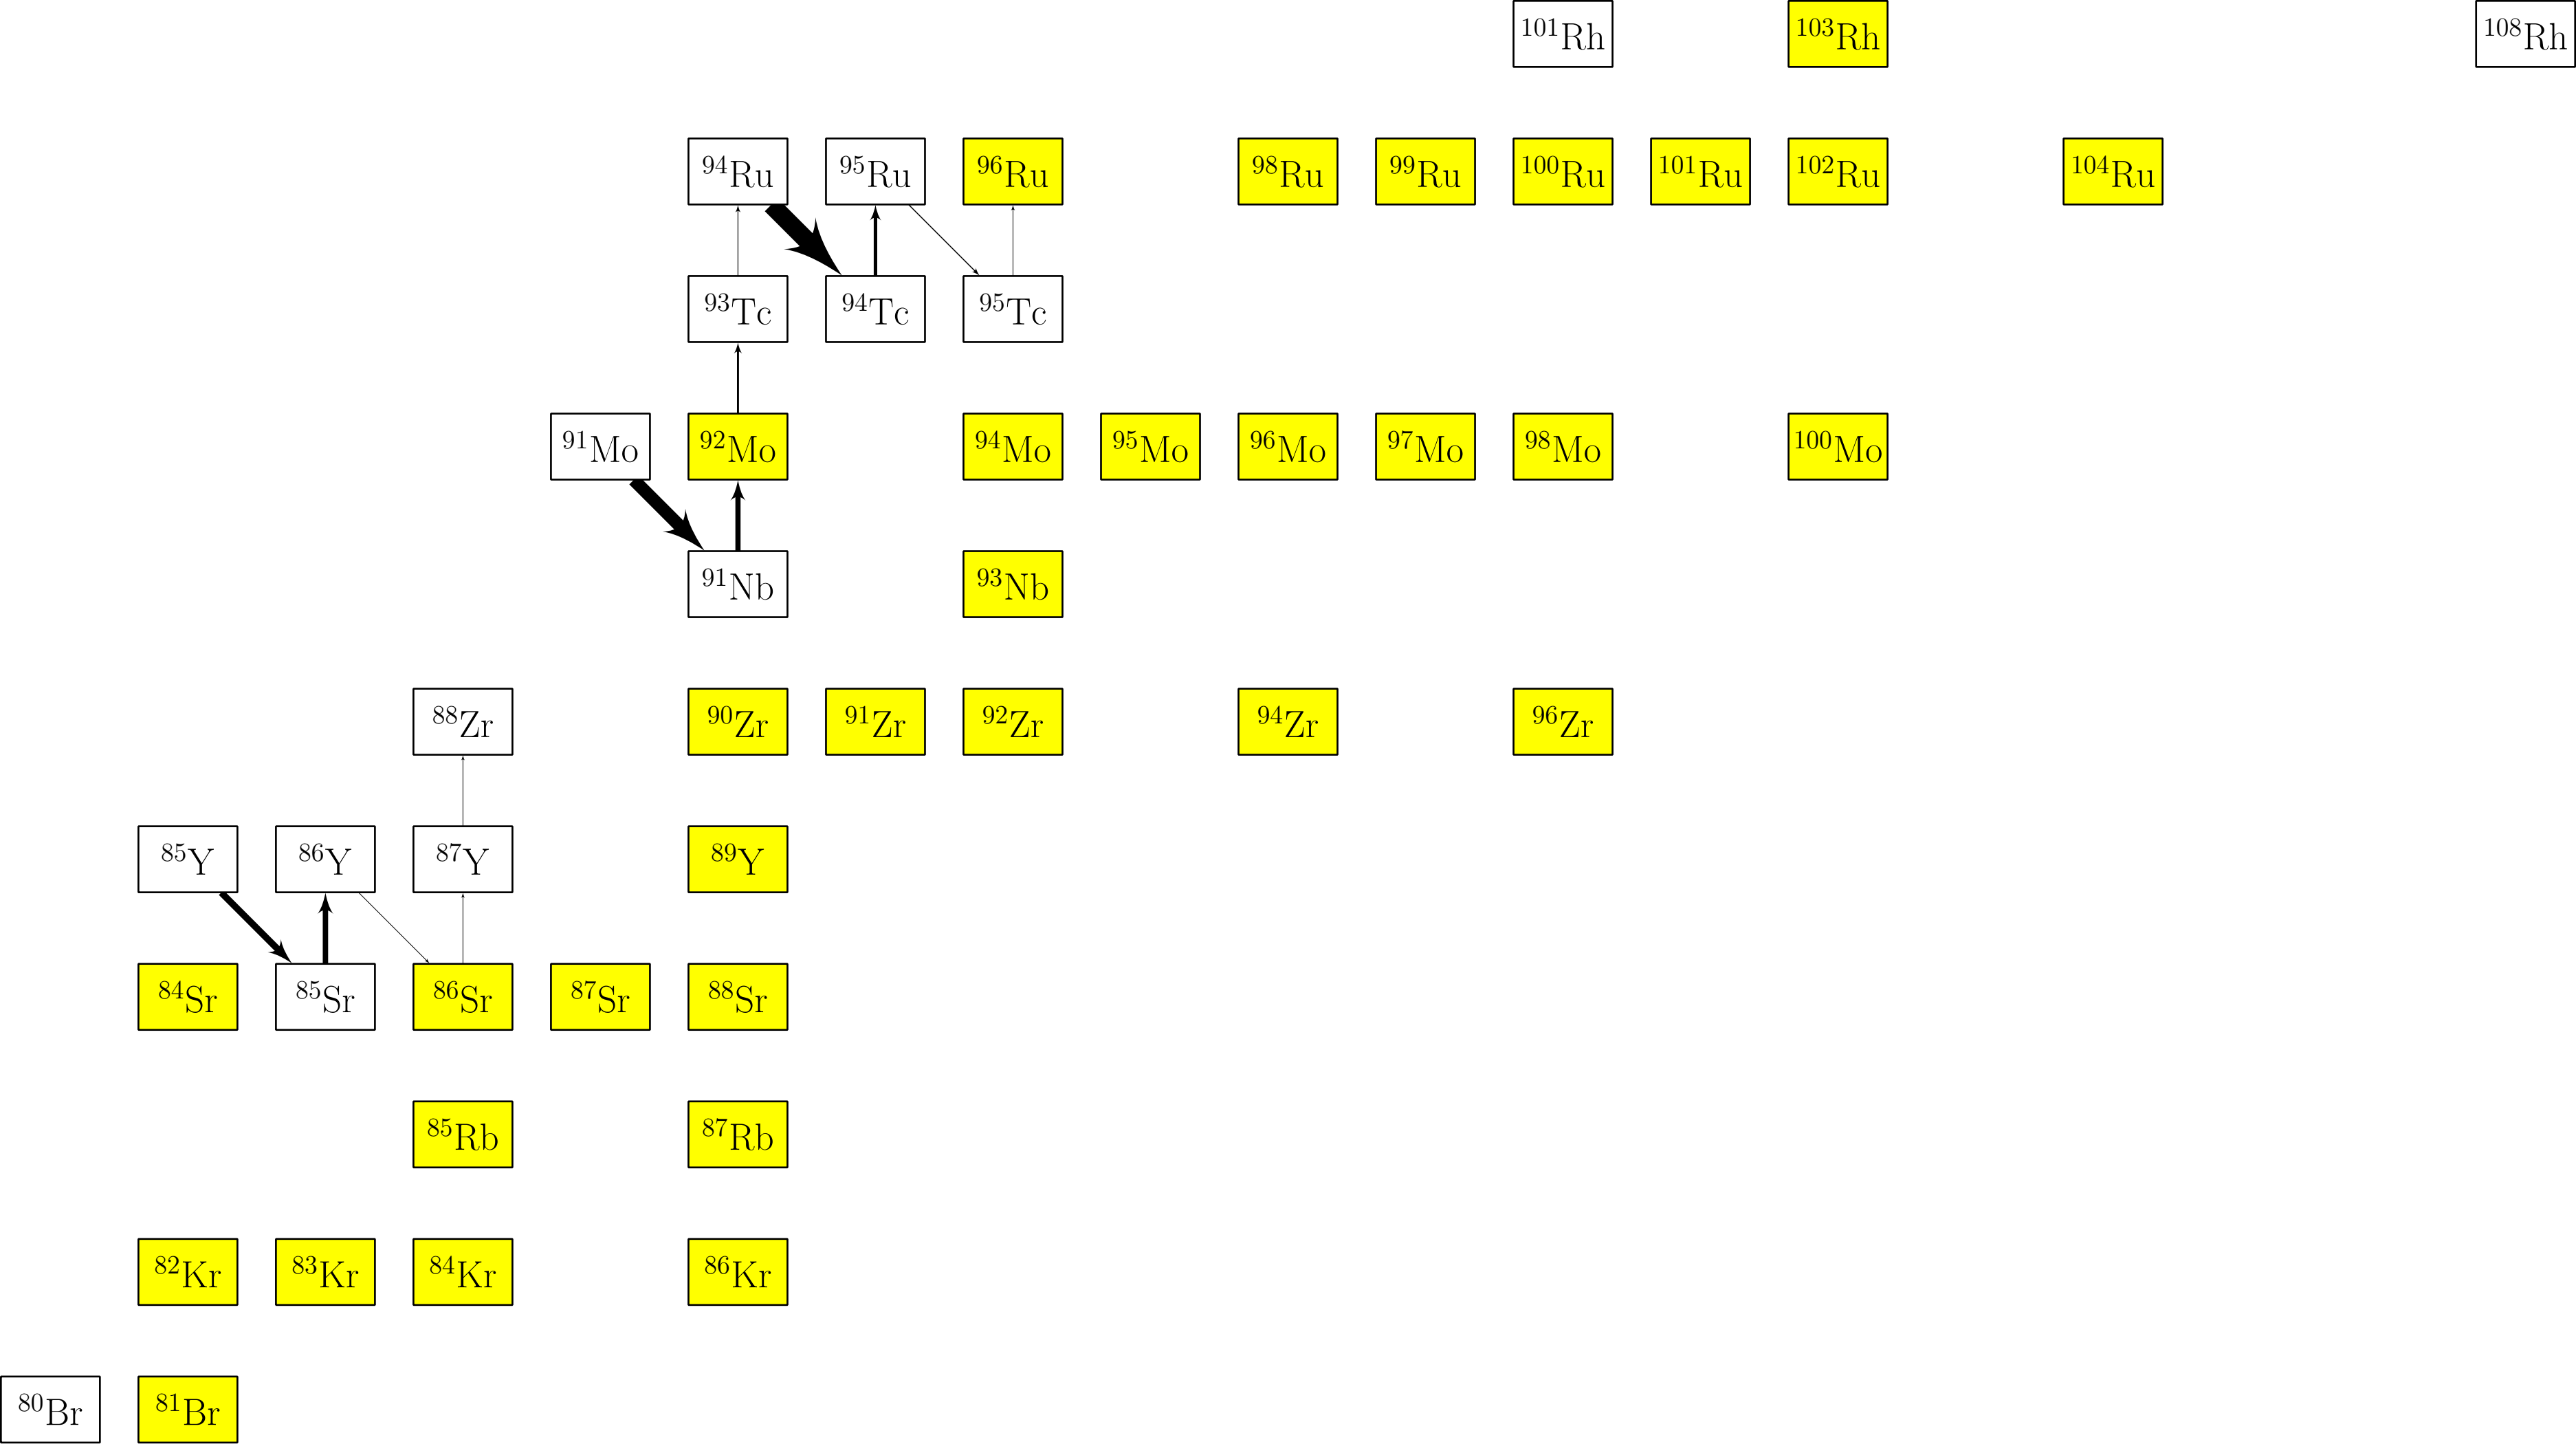 ¹⁰¹Rh ¹⁰³Rh ¹⁰⁸Rh
⁹⁴Ru ⁹⁵Ru ⁹⁶Ru ⁹⁸Ru ⁹⁹Ru ¹⁰⁰Ru ¹⁰¹Ru ¹⁰²Ru ¹⁰⁴Ru
⁹³Tc ⁹⁴Tc ⁹⁵Tc
⁹¹Mo ⁹²Mo ⁹⁴Mo ⁹⁵Mo ⁹⁶Mo ⁹⁷Mo ⁹⁸Mo ¹⁰⁰Mo
⁹¹Nb ⁹³Nb
⁸⁸Zr ⁹⁰Zr ⁹¹Zr ⁹²Zr ⁹⁴Zr ⁹⁶Zr
⁸⁵Y ⁸⁶Y ⁸⁷Y ⁸⁹Y
⁸⁴Sr ⁸⁵Sr ⁸⁶Sr ⁸⁷Sr ⁸⁸Sr
⁸⁵Rb ⁸⁷Rb
⁸²Kr ⁸³Kr ⁸⁴Kr ⁸⁶Kr
⁸⁰Br ⁸¹Br